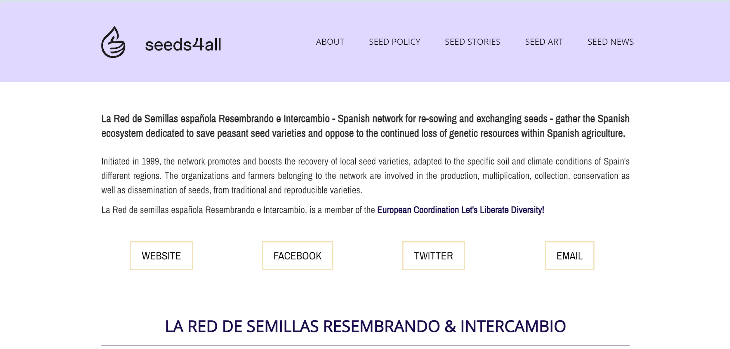 seeds4all
ABOUT SEED POLICY SEED STORIES SEED ART SEED NEWS
La Red de Semillas española Resembrando e Intercambio - Spanish network for re-sowing and exchanging seeds - gather the Spanish
ecosystem dedicated to save peasant seed varieties and oppose to the continued loss of genetic resources within Spanish agriculture.
Initiated in 1999, the network promotes and boosts the recovery of local seed varieties, adapted to the specific soil and climate conditions of Spain's
different regions. The organizations and farmers belonging to the network are involved in the production, multiplication, collection, conservation as
well as dissemination of seeds, from traditional and reproducible varieties.
La Red de semillas española Resembrando e Intercambio, is a member of the European Coordination Let's Liberate Diversity!
WEBSITE FACEBOOK TWITTER EMAIL
LA RED DE SEMILLAS RESEMBRANDO & INTERCAMBIO